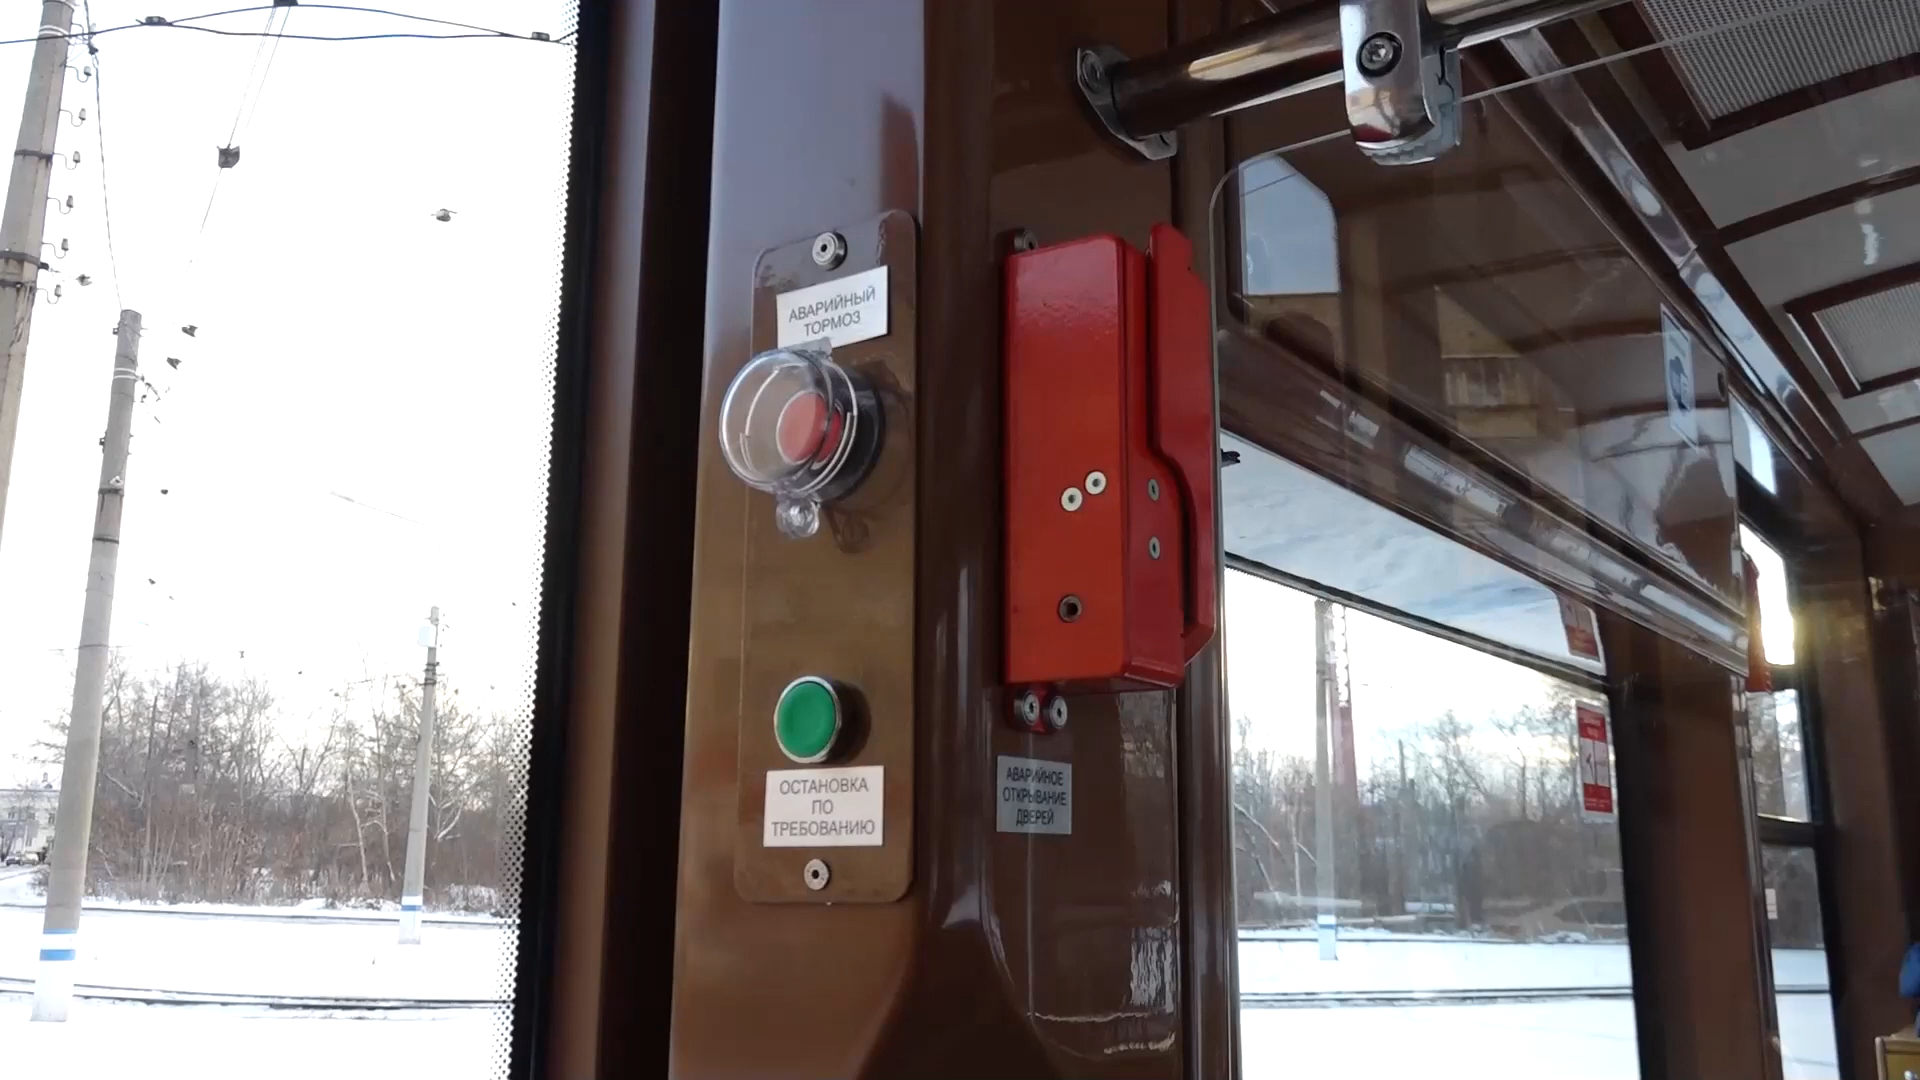 АВАРИЙНЫЙ
ТОРМОЗ
ОСТАНОВКА
ПО
ТРЕБОВАНИЮ
АВАРИЙНОЕ
ОТКРЫВАНИЕ
ДВЕРЕЙ